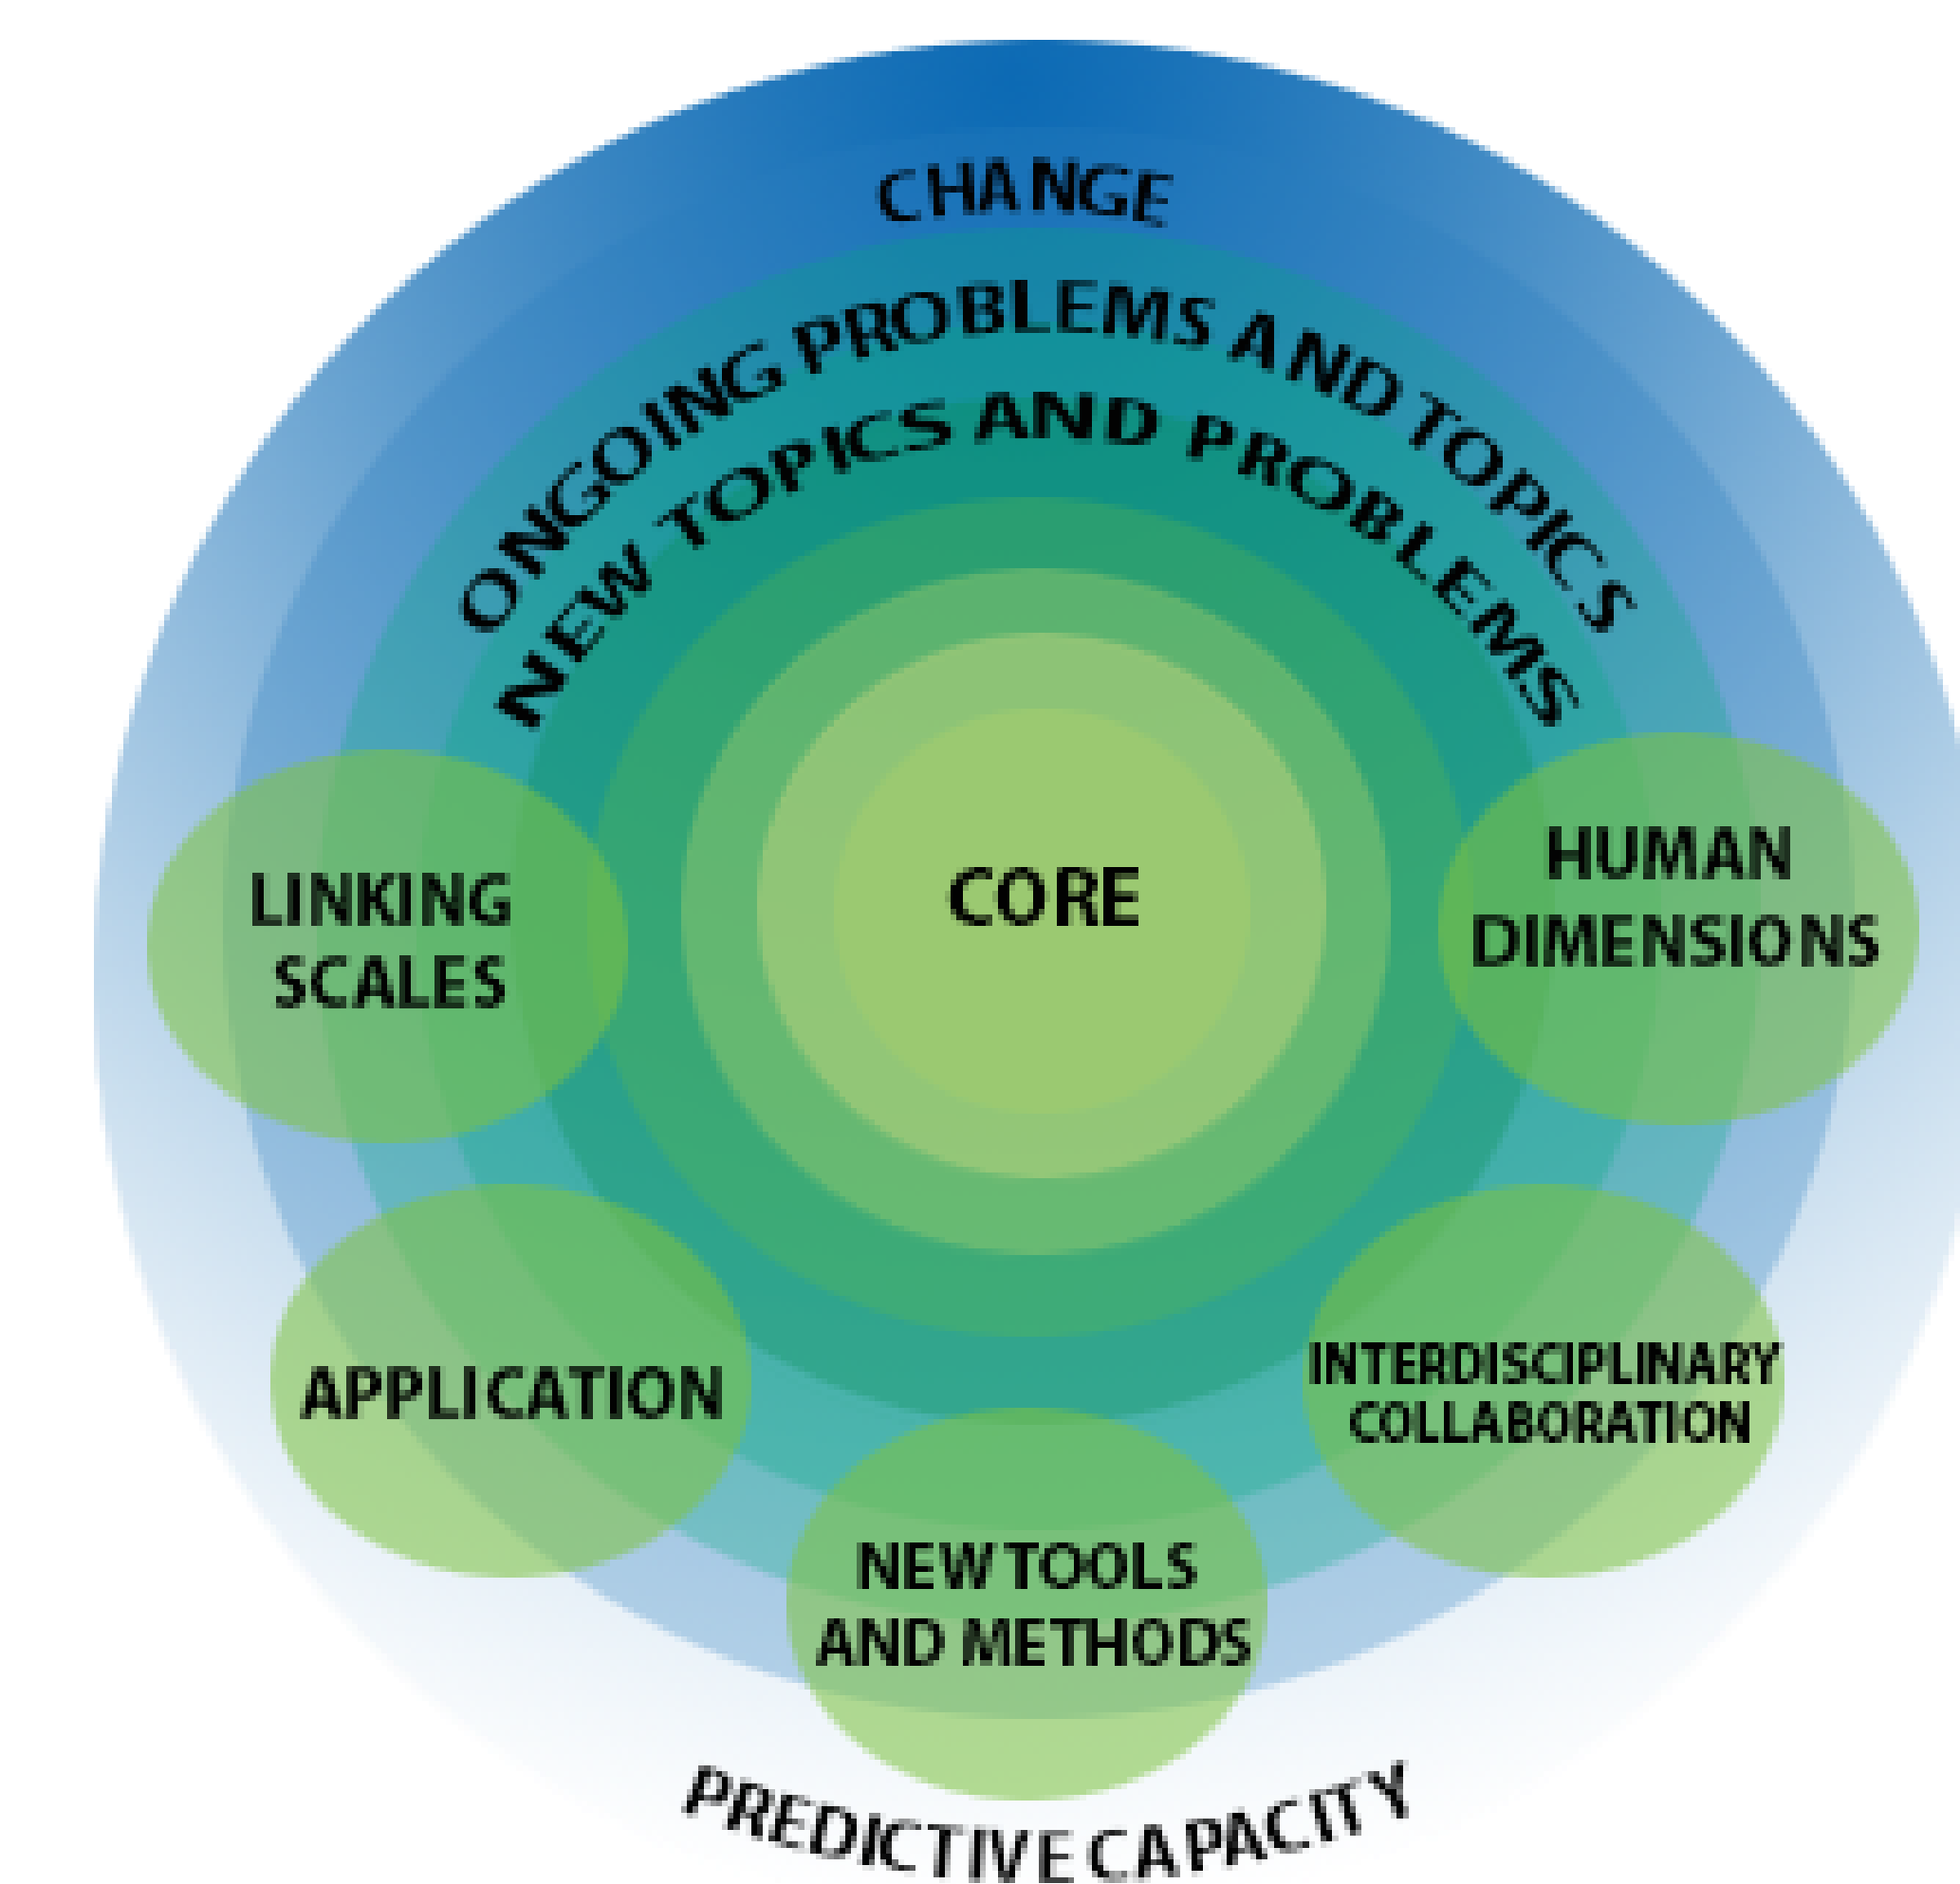 CHANGE
ONGOING PROBLEMS AND TOPICS
NEW TOPICS AND PROBLEMS
CORE
LINKING
SCALES
HUMAN
DIMENSIONS
APPLICATION
INTERDISCIPLINARY
COLLABORATION
NEW TOOLS
AND METHODS
PREDICTIVE CAPACITY